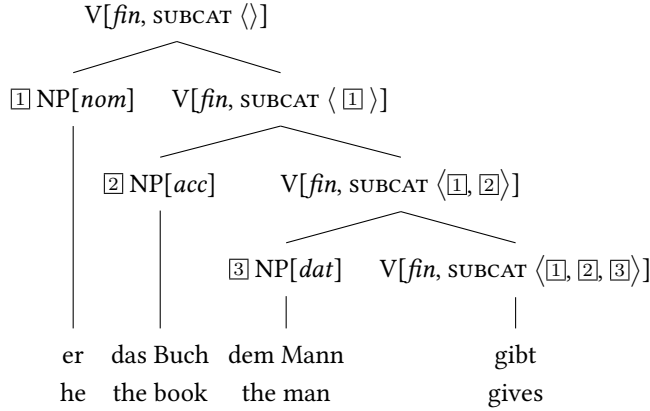 V[fin, SUBCAT ⟨⟩]
1 NP[nom] V[fin, SUBCAT ⟨ 1 ⟩]
2 NP[acc] V[fin, SUBCAT ⟨1, 2⟩]
3 NP[dat] V[fin, SUBCAT ⟨1, 2, 3⟩]
er das Buch dem Mann gibt
he the book the man gives